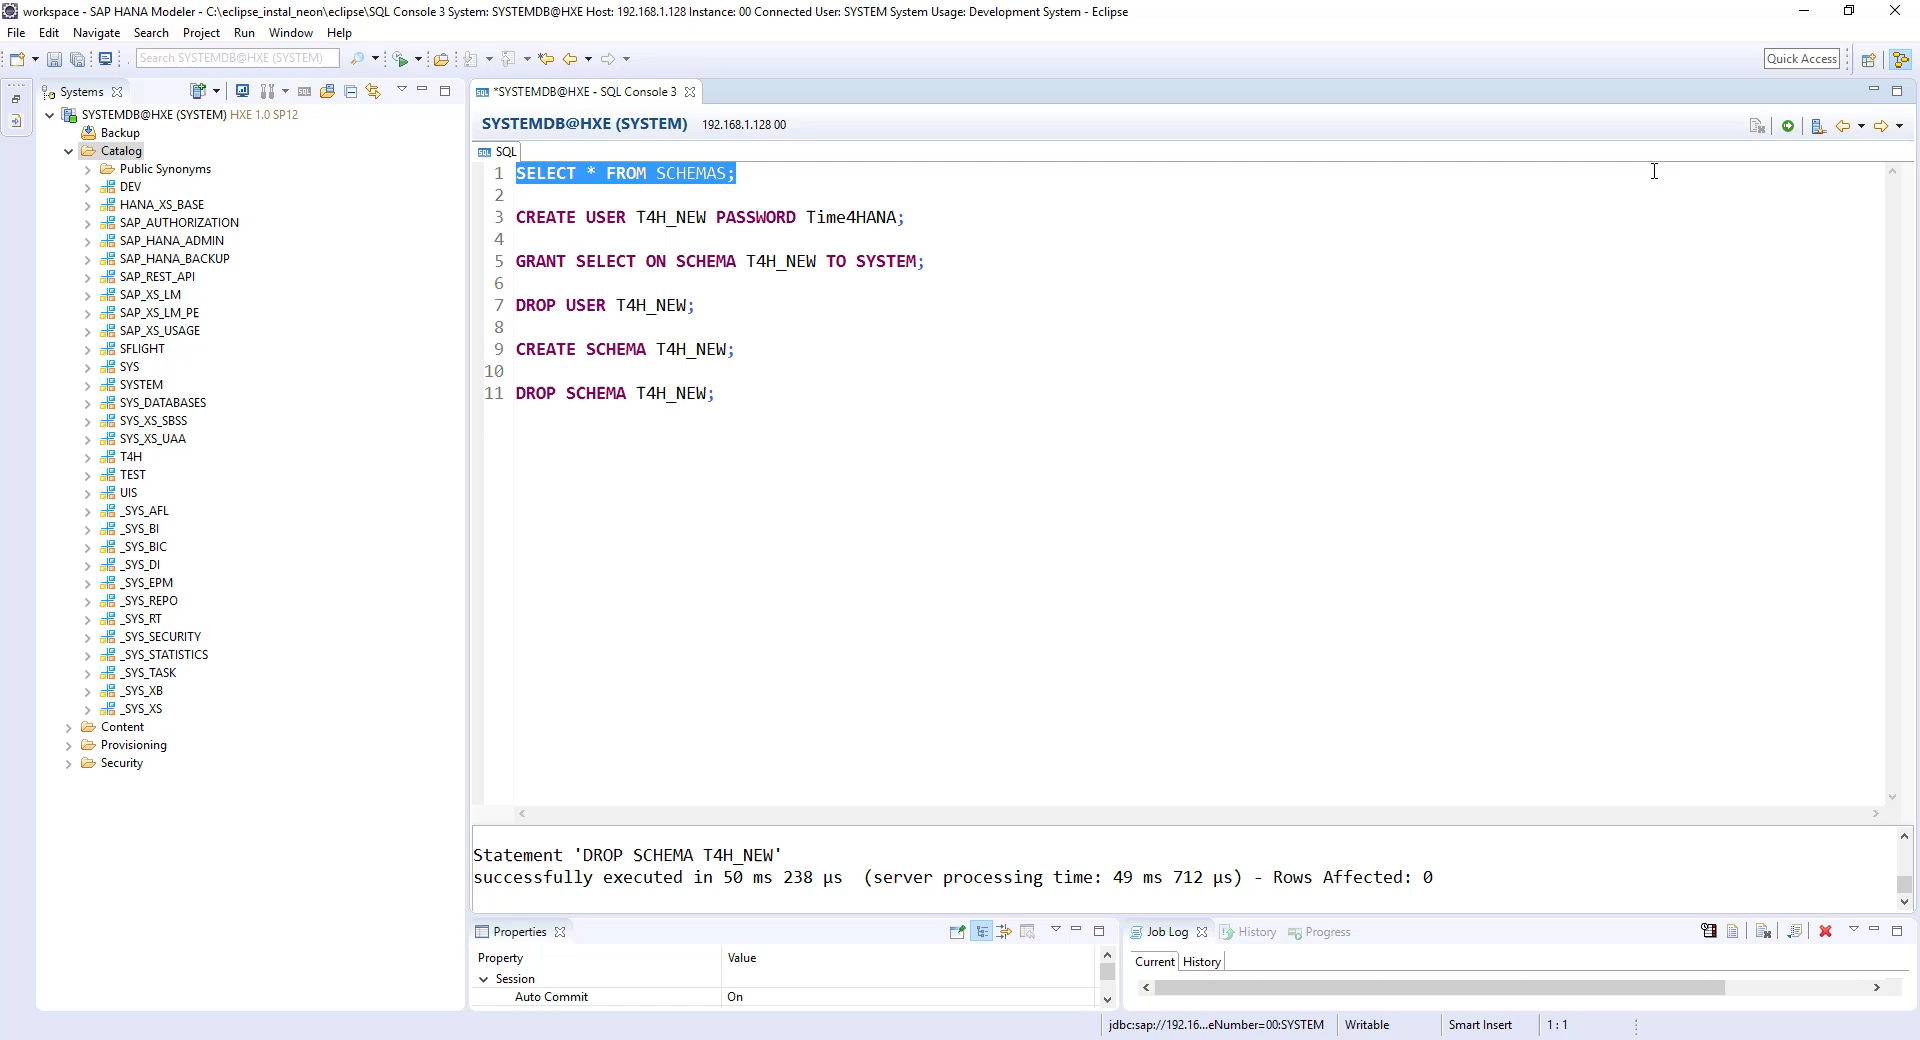 workspace - SAP HANA Modeler - C:\eclipse_instal_neon\eclipse\SQL Console 3 System: SYSTEMDB@HXE Host: 192.168.1.128 Instance: 00 Connected User: SYSTEM System Usage: Development System - Eclipse
File Edit Navigate Search Project Run Window Help
Search SYSTEMDB@HXE (SYSTEM)
Quick Access
Systems
SYSTEMDB@HXE (SYSTEM) HXE 1.0 SP12
Backup
Catalog
Public Synonyms
DEV
HANA_XS_BASE
SAP_AUTHORIZATION
SAP_HANA_ADMIN
SAP_HANA_BACKUP
SAP_REST_API
SAP_XS_LM
SAP_XS_LM_PE
SAP_XS_USAGE
SFLIGHT
SYS
SYSTEM
SYS_DATABASES
SYS_XS_SBSS
SYS_XS_UAA
T4H
TEST
UIS
_SYS_AFL
_SYS_BI
_SYS_BIC
_SYS_DI
_SYS_EPM
_SYS_REPO
_SYS_RT
_SYS_SECURITY
_SYS_STATISTICS
_SYS_TASK
_SYS_XB
_SYS_XS
Content
Provisioning
Security
*SYSTEMDB@HXE - SQL Console 3
SYSTEMDB@HXE (SYSTEM) 192.168.1.128 00
SQL SQL
1 SELECT * FROM SCHEMAS;
2
3 CREATE USER T4H_NEW PASSWORD Time4HANA;
4
5 GRANT SELECT ON SCHEMA T4H_NEW TO SYSTEM;
6
7 DROP USER T4H_NEW;
8
9 CREATE SCHEMA T4H_NEW;
10
11 DROP SCHEMA T4H_NEW;
Statement 'DROP SCHEMA T4H_NEW'
successfully executed in 50 ms 238 µs (server processing time: 49 ms 712 µs) - Rows Affected: 0
Properties
Property Value
Session
Auto Commit On
Job Log History Progress
Current History
jdbc:sap://192.16...eNumber=00:SYSTEM Writable Smart Insert 1 : 1